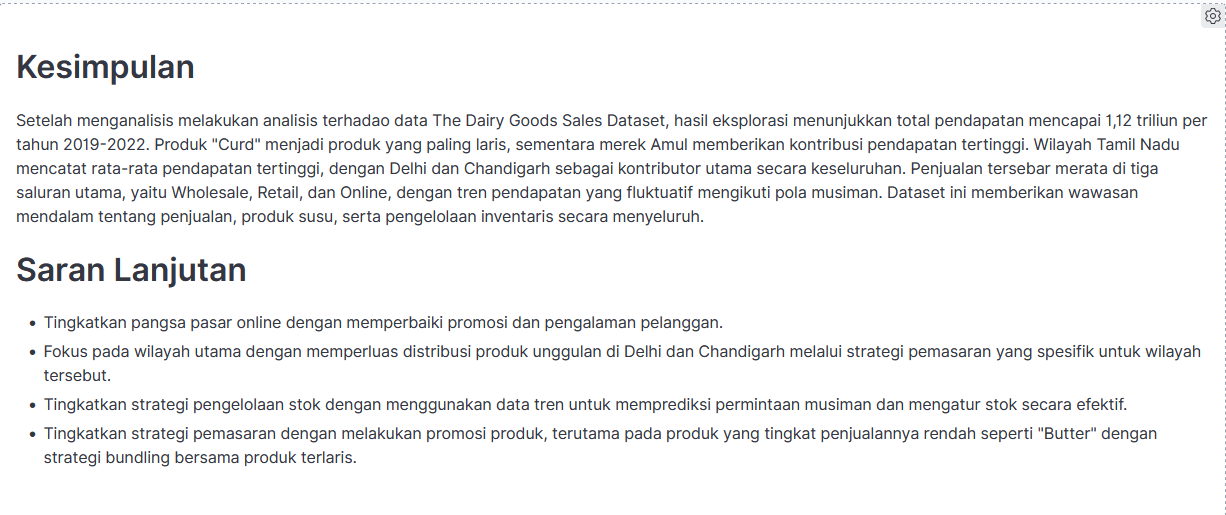 Kesimpulan
Setelah menganalisis melakukan analisis terhadao data The Dairy Goods Sales Dataset, hasil eksplorasi menunjukkan total pendapatan mencapai 1,12 triliun per
tahun 2019-2022. Produk "Curd" menjadi produk yang paling laris, sementara merek Amul memberikan kontribusi pendapatan tertinggi. Wilayah Tamil Nadu
mencatat rata-rata pendapatan tertinggi, dengan Delhi dan Chandigarh sebagai kontributor utama secara keseluruhan. Penjualan tersebar merata di tiga
saluran utama, yaitu Wholesale, Retail, dan Online, dengan tren pendapatan yang fluktuatif mengikuti pola musiman. Dataset ini memberikan wawasan
mendalam tentang penjualan, produk susu, serta pengelolaan inventaris secara menyeluruh.
Saran Lanjutan
• Tingkatkan pangsa pasar online dengan memperbaiki promosi dan pengalaman pelanggan.
• Fokus pada wilayah utama dengan memperluas distribusi produk unggulan di Delhi dan Chandigarh melalui strategi pemasaran yang spesifik untuk wilayah
tersebut.
• Tingkatkan strategi pengelolaan stok dengan menggunakan data tren untuk memprediksi permintaan musiman dan mengatur stok secara efektif.
• Tingkatkan strategi pemasaran dengan melakukan promosi produk, terutama pada produk yang tingkat penjualannya rendah seperti "Butter" dengan
strategi bundling bersama produk terlaris.